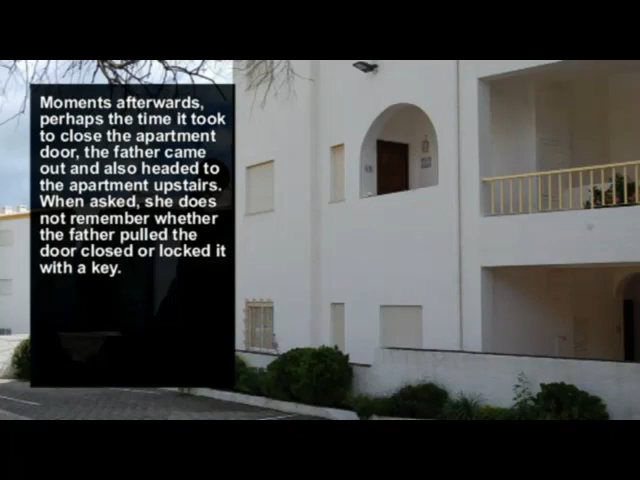 Moments afterwards,
perhaps the time it took
to close the apartment
door, the father came
out and also headed to
the apartment upstairs.
When asked, she does
not remember whether
the father pulled the
door closed or locked it
with a key.